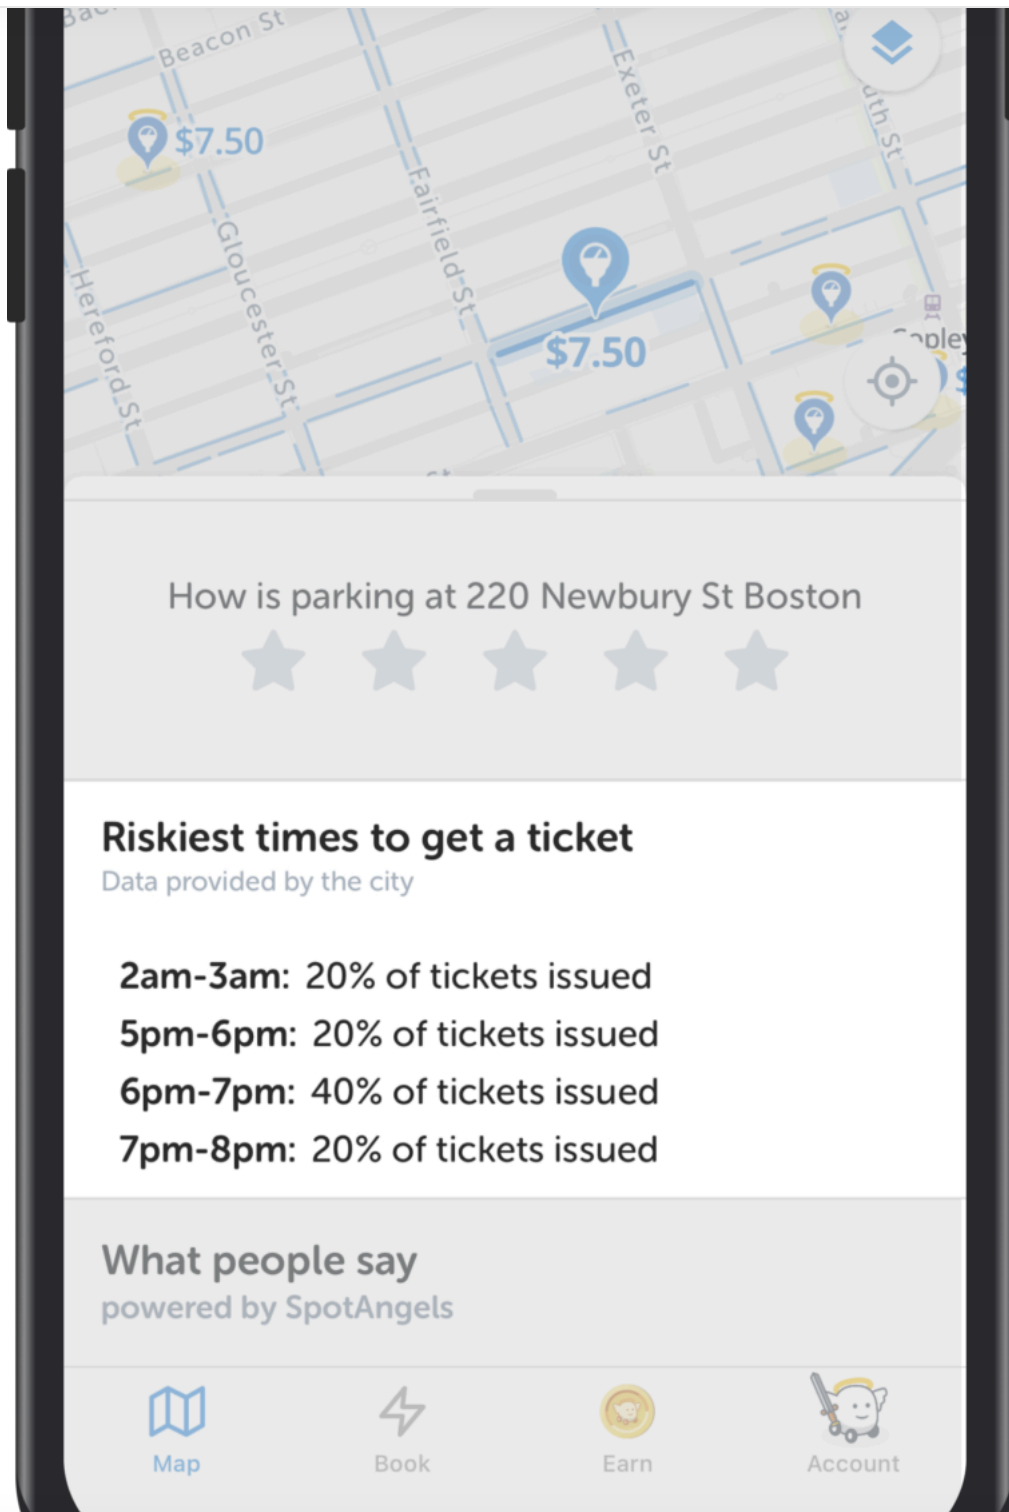 Beacon St
Exeter St
$7.50
Fairfield St
Gloucester St
Hereford St
$7.50
How is parking at 220 Newbury St Boston
Riskiest times to get a ticket
Data provided by the city
2am-3am: 20% of tickets issued
5pm-6pm: 20% of tickets issued
6pm-7pm: 40% of tickets issued
7pm-8pm: 20% of tickets issued
What people say
powered by SpotAngels
Map
Book
Earn
Account